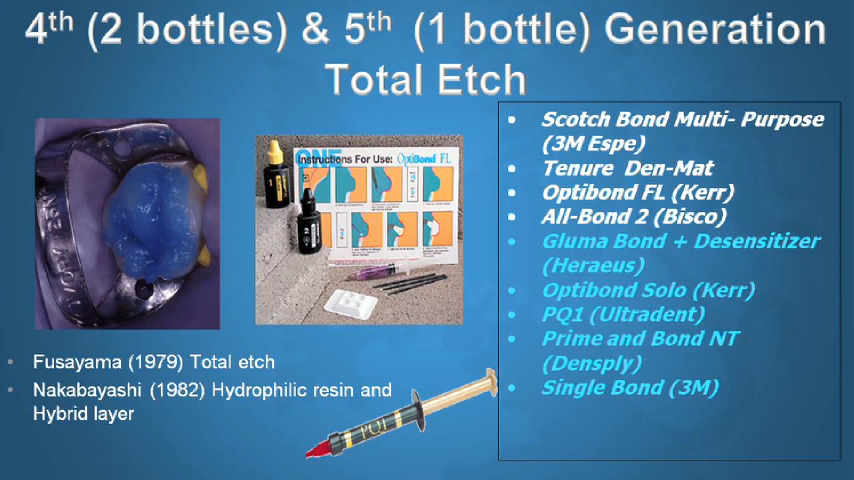 4th (2 bottles) & 5th (1 bottle) Generation
Total Etch
• Scotch Bond Multi- Purpose
(3M Espe)
• Tenure Den-Mat
• Optibond FL (Kerr)
• All-Bond 2 (Bisco)
• Gluma Bond + Desensitizer
(Heraeus)
• Optibond Solo (Kerr)
• PQ1 (Ultradent)
• Prime and Bond NT
(Densply)
• Single Bond (3M)
ONE
Instructions For Use: OptiBond FL
• Fusayama (1979) Total etch
• Nakabayashi (1982) Hydrophilic resin and
Hybrid layer
PQ1